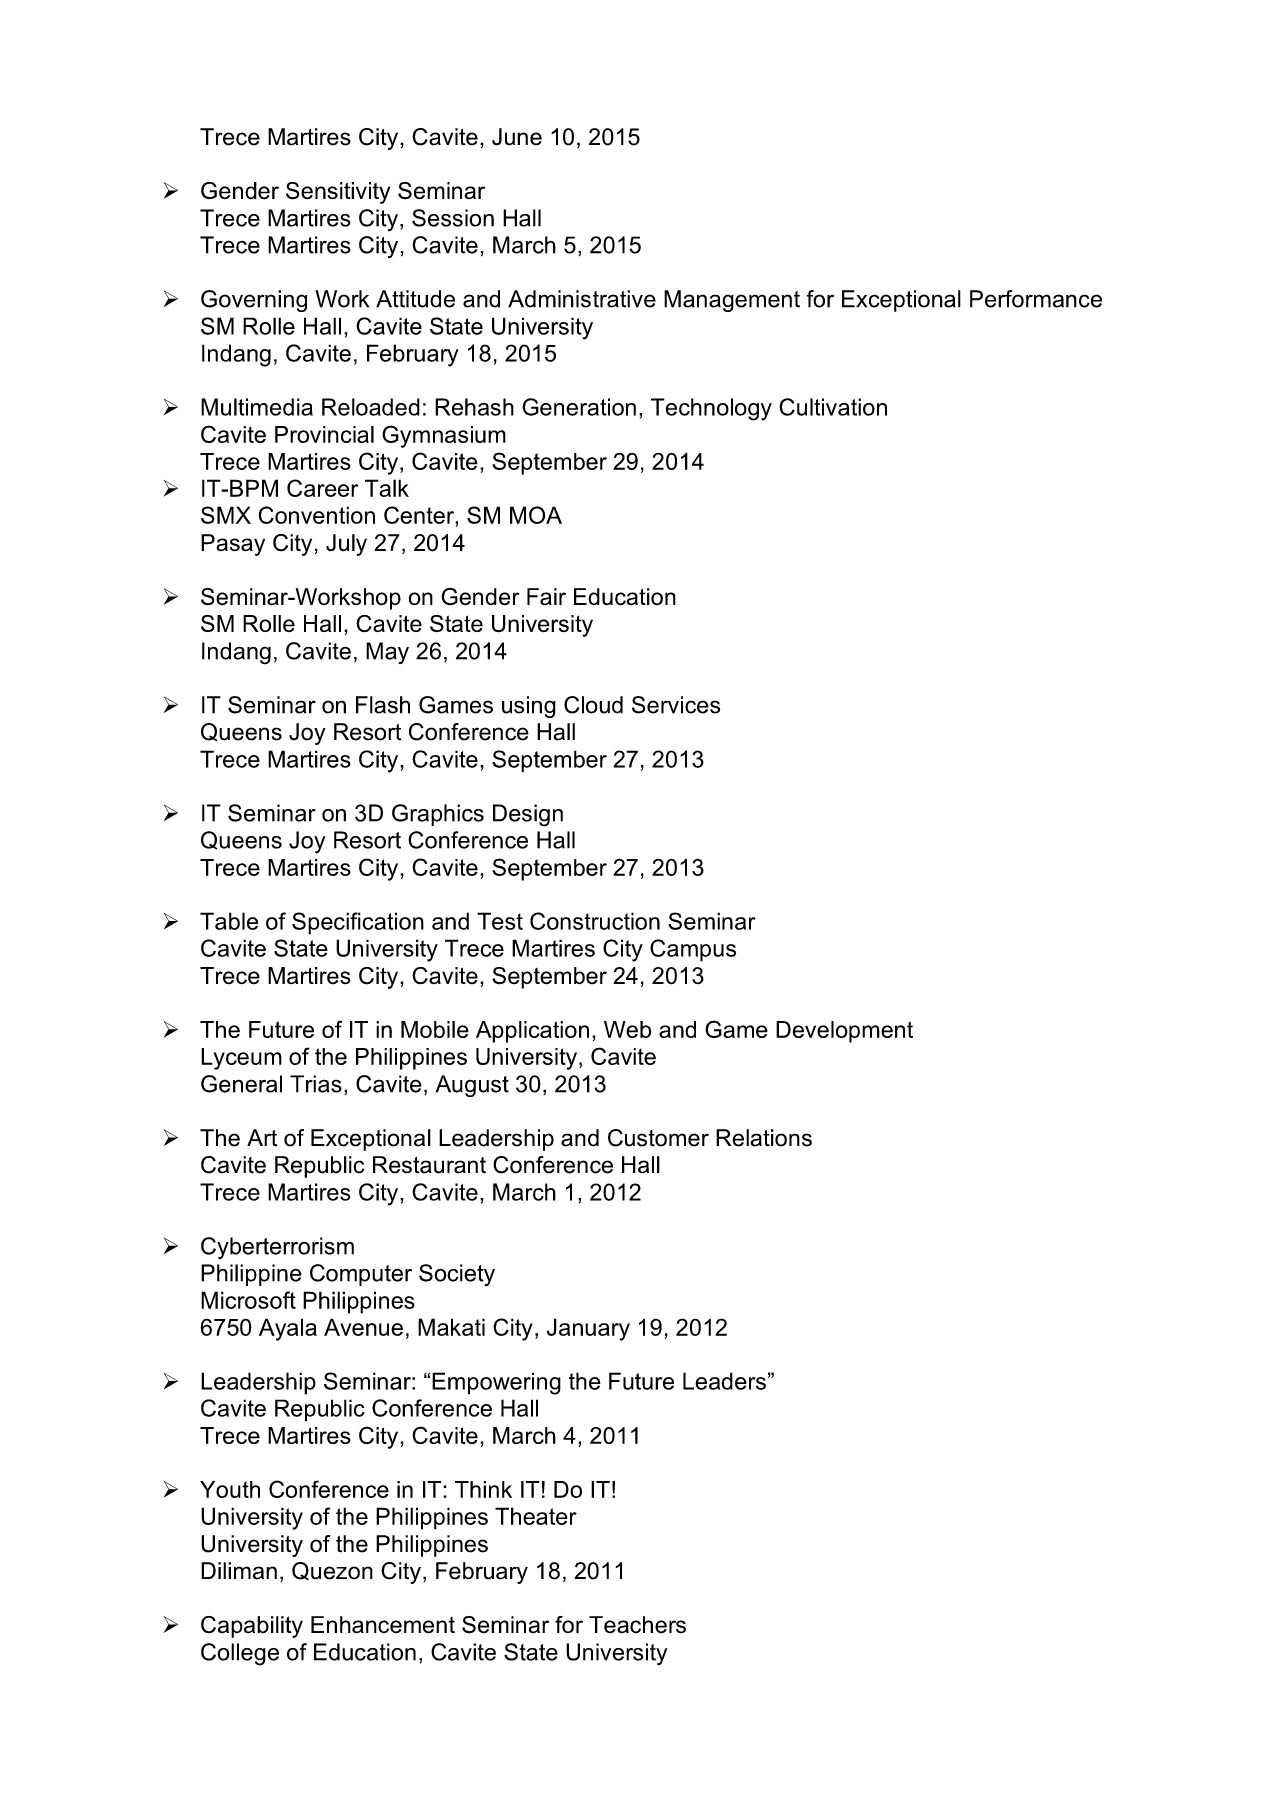 Trece Martires City, Cavite, June 10, 2015
➢ Gender Sensitivity Seminar
Trece Martires City, Session Hall
Trece Martires City, Cavite, March 5, 2015
➢ Governing Work Attitude and Administrative Management for Exceptional Performance
SM Rolle Hall, Cavite State University
Indang, Cavite, February 18, 2015
➢ Multimedia Reloaded: Rehash Generation, Technology Cultivation
Cavite Provincial Gymnasium
Trece Martires City, Cavite, September 29, 2014
➢ IT-BPM Career Talk
SMX Convention Center, SM MOA
Pasay City, July 27, 2014
➢ Seminar-Workshop on Gender Fair Education
SM Rolle Hall, Cavite State University
Indang, Cavite, May 26, 2014
➢ IT Seminar on Flash Games using Cloud Services
Queens Joy Resort Conference Hall
Trece Martires City, Cavite, September 27, 2013
➢ IT Seminar on 3D Graphics Design
Queens Joy Resort Conference Hall
Trece Martires City, Cavite, September 27, 2013
➢ Table of Specification and Test Construction Seminar
Cavite State University Trece Martires City Campus
Trece Martires City, Cavite, September 24, 2013
➢ The Future of IT in Mobile Application, Web and Game Development
Lyceum of the Philippines University, Cavite
General Trias, Cavite, August 30, 2013
➢ The Art of Exceptional Leadership and Customer Relations
Cavite Republic Restaurant Conference Hall
Trece Martires City, Cavite, March 1, 2012
➢ Cyberterrorism
Philippine Computer Society
Microsoft Philippines
6750 Ayala Avenue, Makati City, January 19, 2012
➢ Leadership Seminar: “Empowering the Future Leaders”
Cavite Republic Conference Hall
Trece Martires City, Cavite, March 4, 2011
➢ Youth Conference in IT: Think IT! Do IT!
University of the Philippines Theater
University of the Philippines
Diliman, Quezon City, February 18, 2011
➢ Capability Enhancement Seminar for Teachers
College of Education, Cavite State University